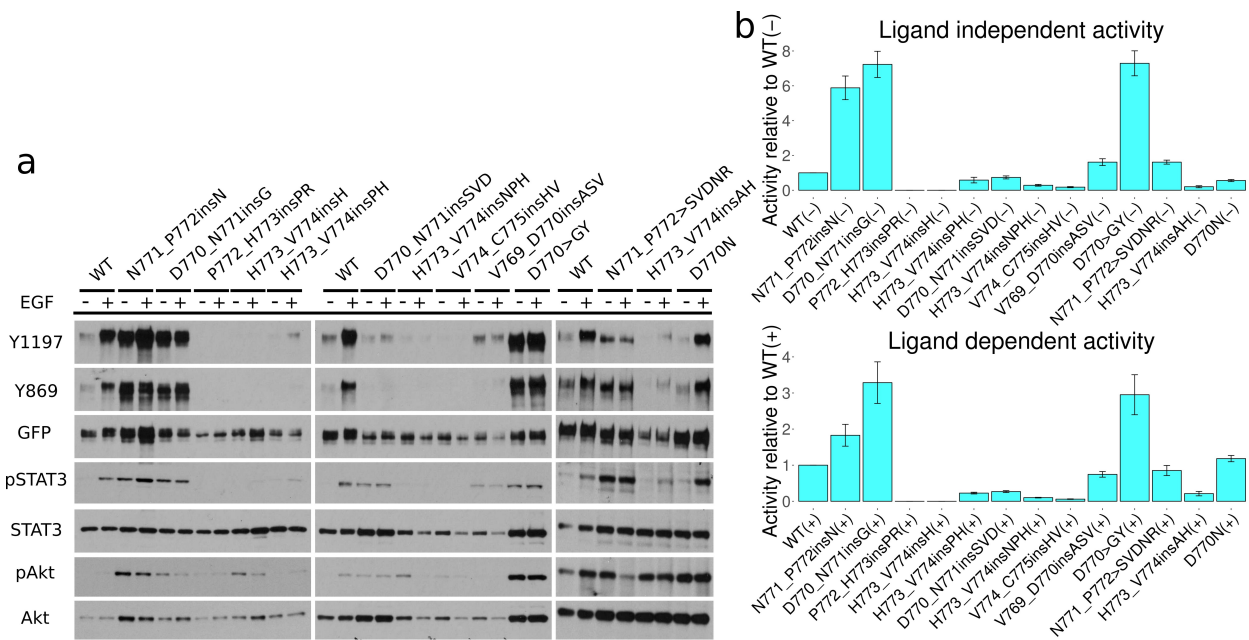 a
WT
N771_P772insN
D770_N771insG
P772_H773insPR
H773_V774insH
H773_V774insPH
WT
D770_N771insSVD
H773_V774insNPH
V774_C775insHV
V769_D770insASV
D770>GY
WT
N771_P772>SVDNR
H773_V774insAH
D770N
EGF - + - + - + - + - + - + - + - + - + - + - + - + - + - + - + - +
Y1197
Y869
GFP
pSTAT3
STAT3
pAkt
Akt
b
Ligand independent activity
Activity relative to WT(−)
8
6
4
2
0
WT(−)
N771_P772insN(−)
D770_N771insG(−)
P772_H773insPR(−)
H773_V774insH(−)
H773_V774insPH(−)
D770_N771insSVD(−)
H773_V774insNPH(−)
V774_C775insHV(−)
V769_D770insASV(−)
D770>GY(−)
N771_P772>SVDNR(−)
H773_V774insAH(−)
D770N(−)
Ligand dependent activity
Activity relative to WT(+)
4
3
2
1
0
WT(+)
N771_P772insN(+)
D770_N771insG(+)
P772_H773insPR(+)
H773_V774insH(+)
H773_V774insPH(+)
D770_N771insSVD(+)
H773_V774insNPH(+)
V774_C775insHV(+)
V769_D770insASV(+)
D770>GY(+)
N771_P772>SVDNR(+)
H773_V774insAH(+)
D770N(+)